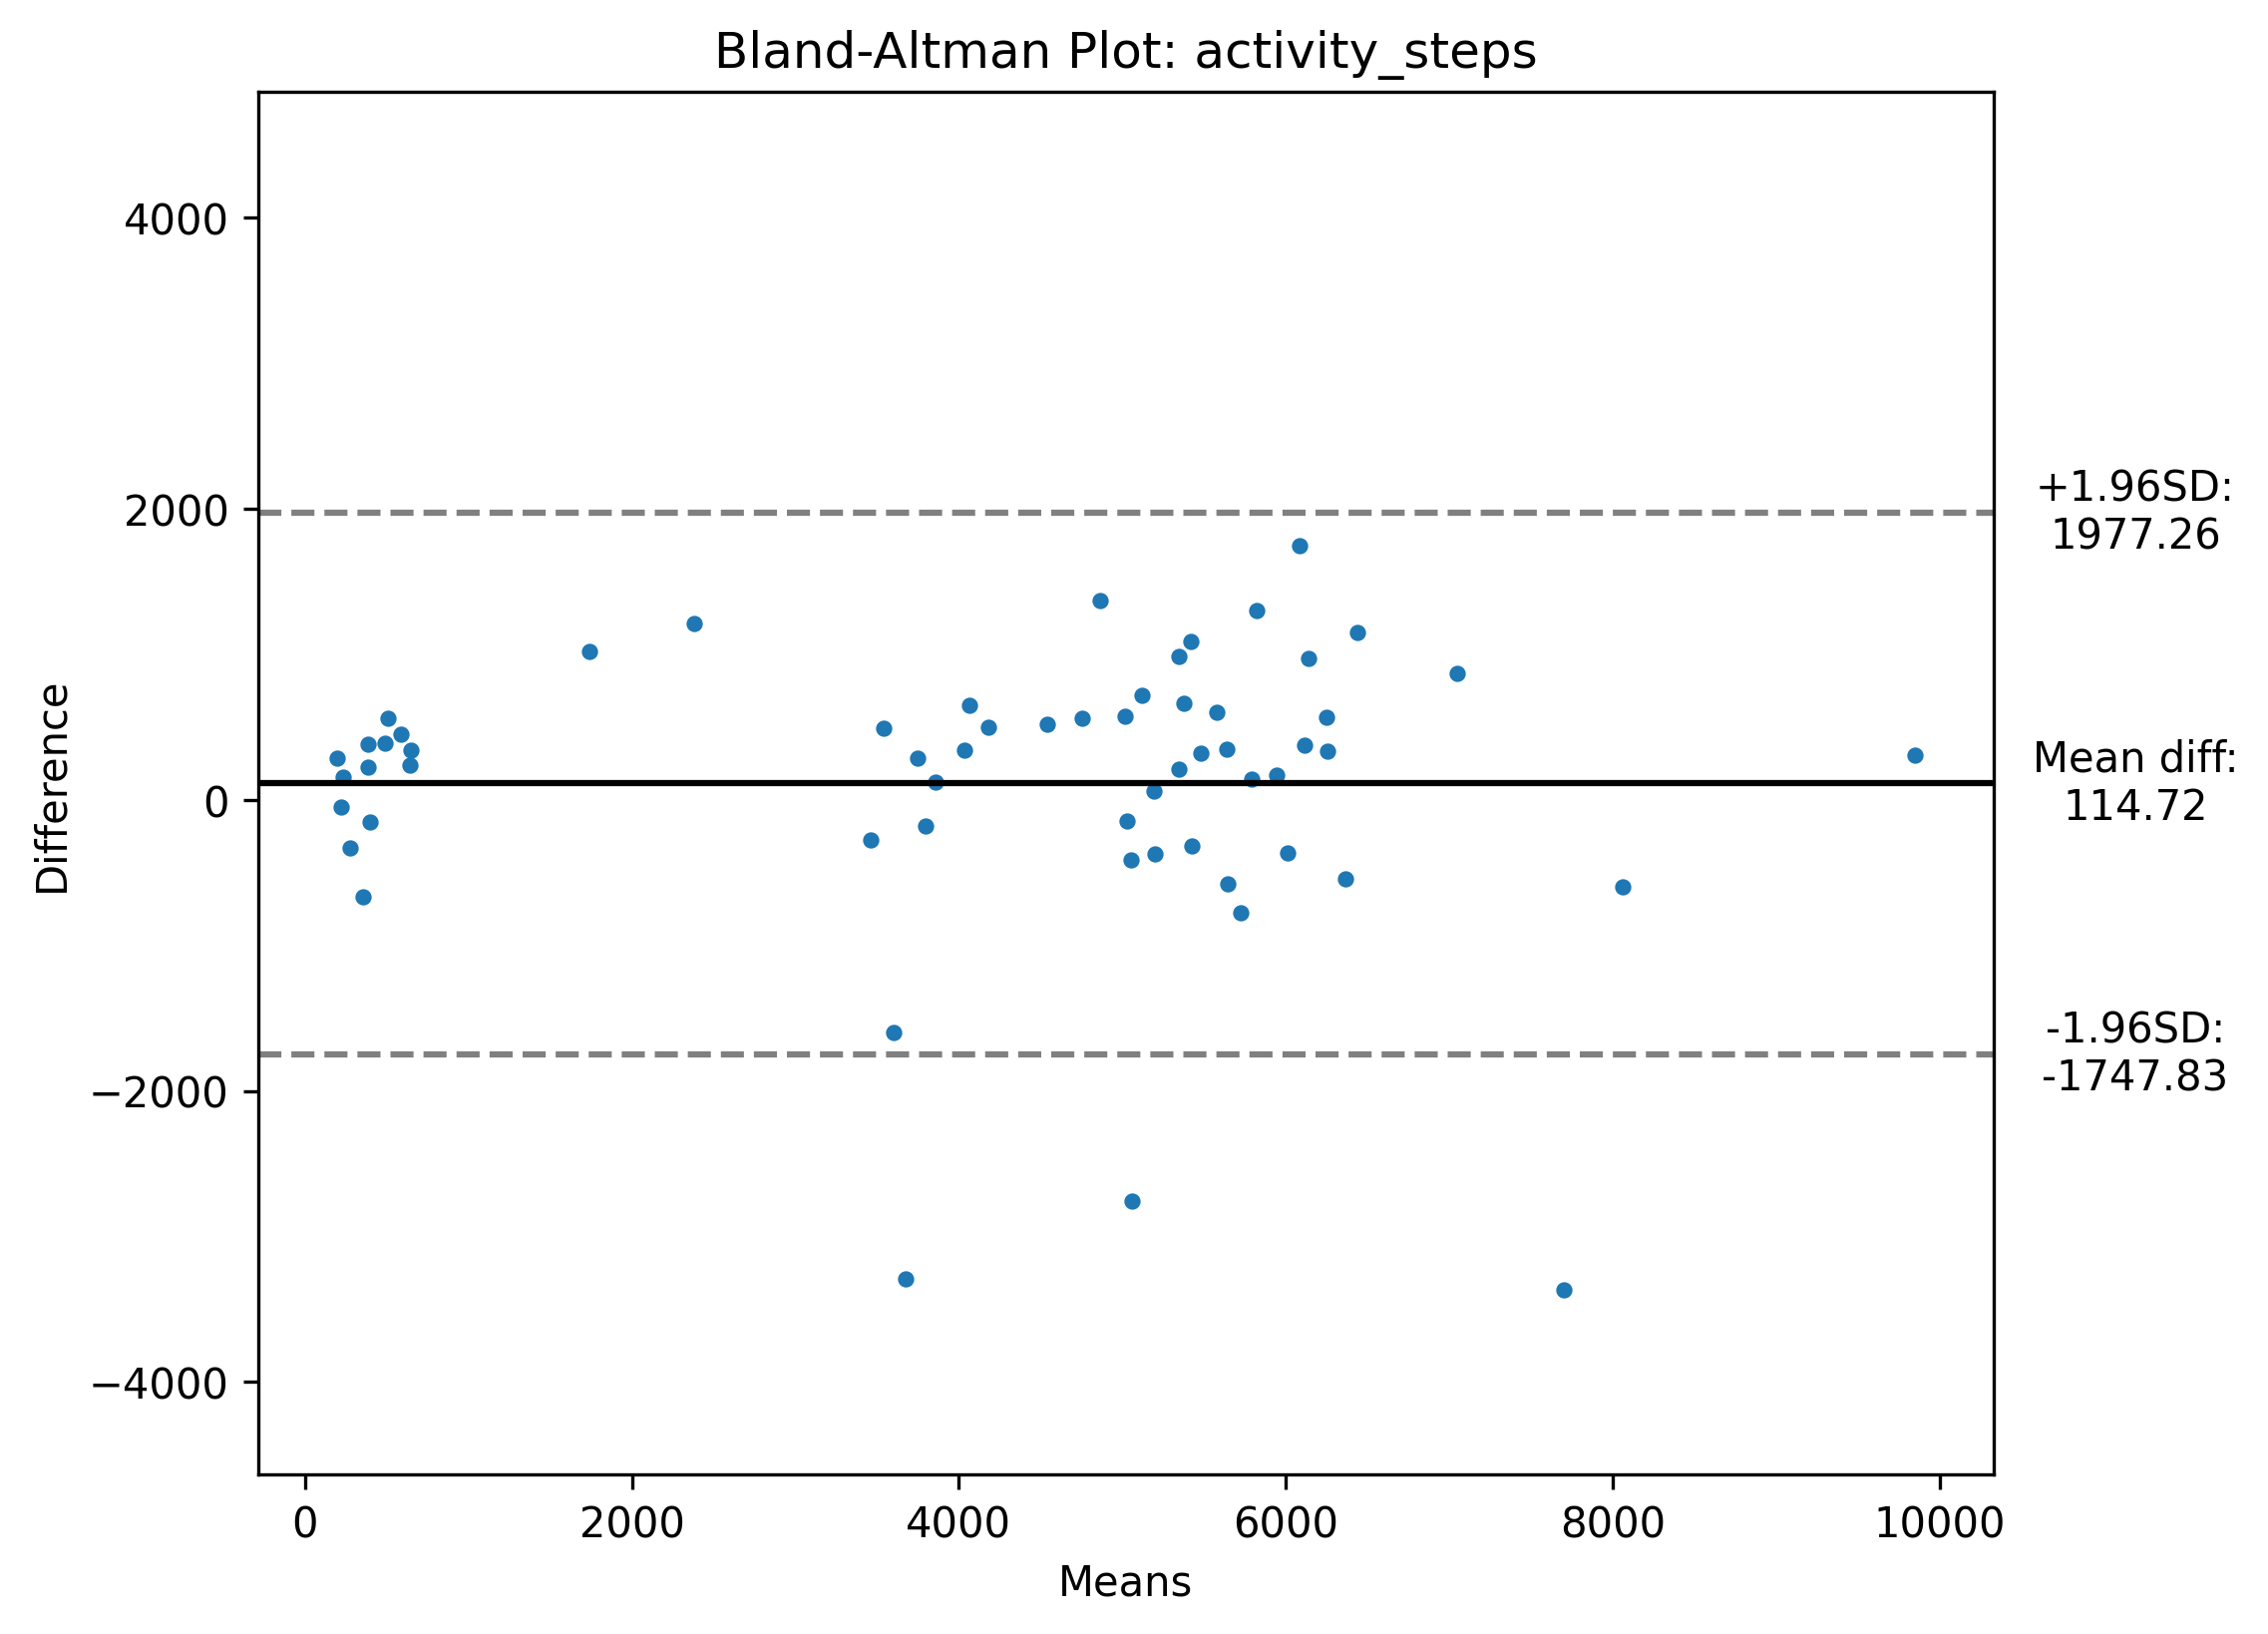 Bland-Altman Plot: activity_steps
4000
2000
0
−2000
−4000
Difference
0
2000
4000
6000
8000
10000
Means
+1.96SD:
1977.26
Mean diff:
114.72
-1.96SD:
-1747.83